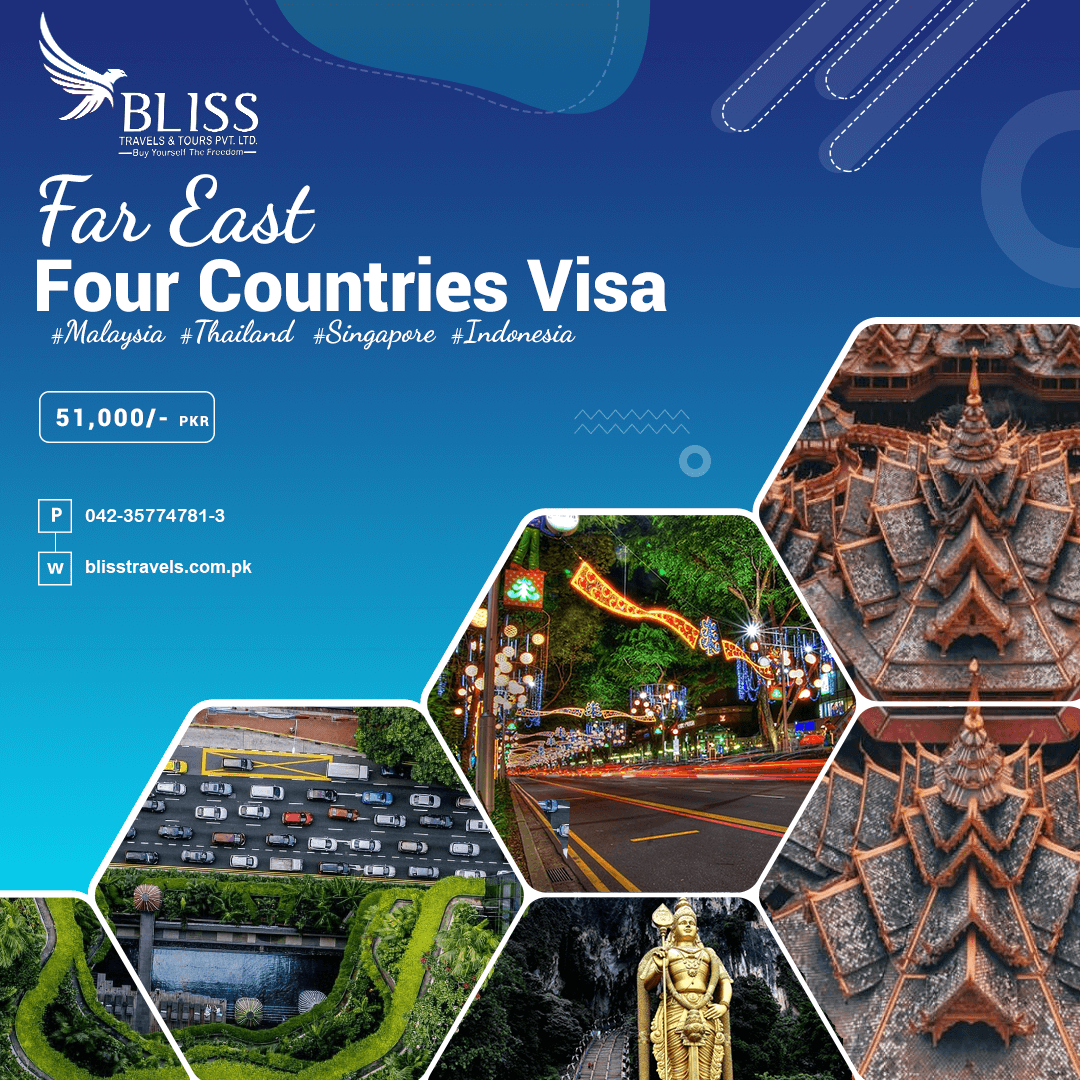 BLISS
TRAVELS & TOURS PVT. LTD.
Buy Yourself The Freedom
Far East
Four Countries Visa
#Malaysia #Thailand #Singapore #Indonesia
51,000/- PKR
P 042-35774781-3
W blisstravels.com.pk